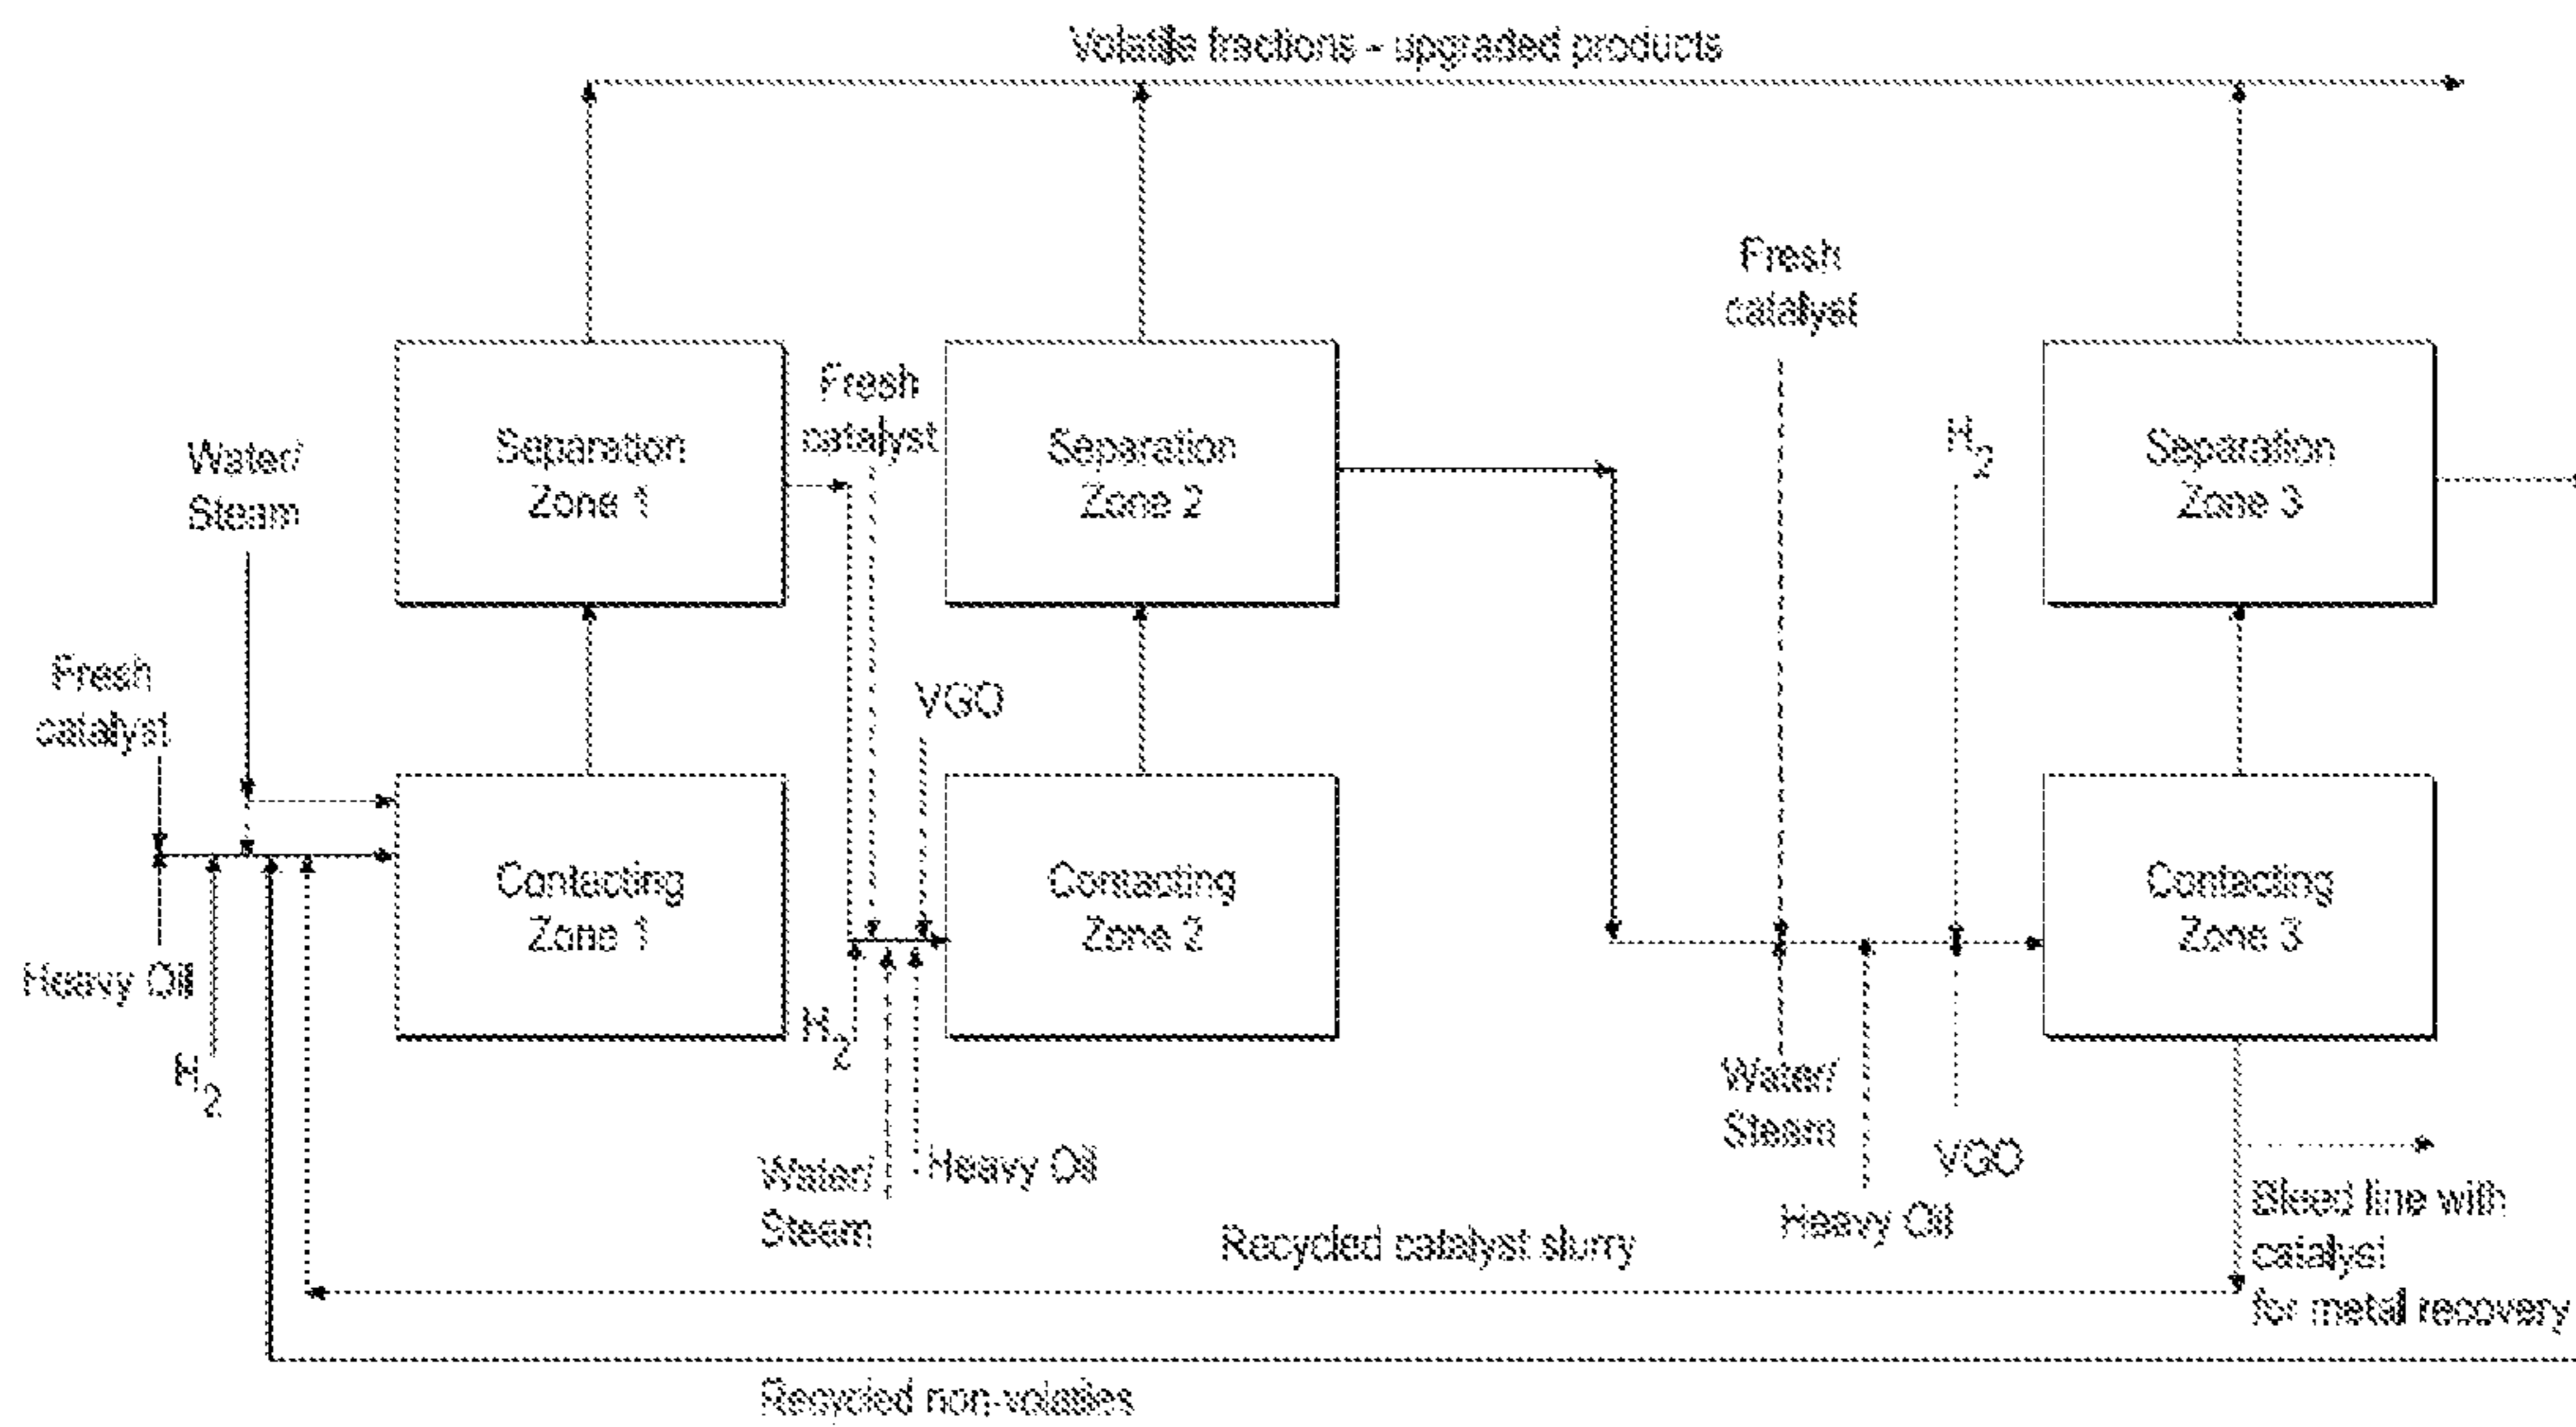 Volatile fractions - upgraded products
Fresh
catalyst
Separation
Zone 1
Fresh
catalyst
Separation
Zone 2
H2
Separation
Zone 3
Water/
Steam
Fresh
catalyst
VGO
Contacting
Zone 1
Contacting
Zone 2
Contacting
Zone 3
Heavy Oil
H2
H2
Water/
Steam
Heavy Oil
Water/
Steam
Heavy Oil
VGO
Bleed line with
catalyst
for metal recovery
Recycled catalyst slurry
Recycled non-volatiles